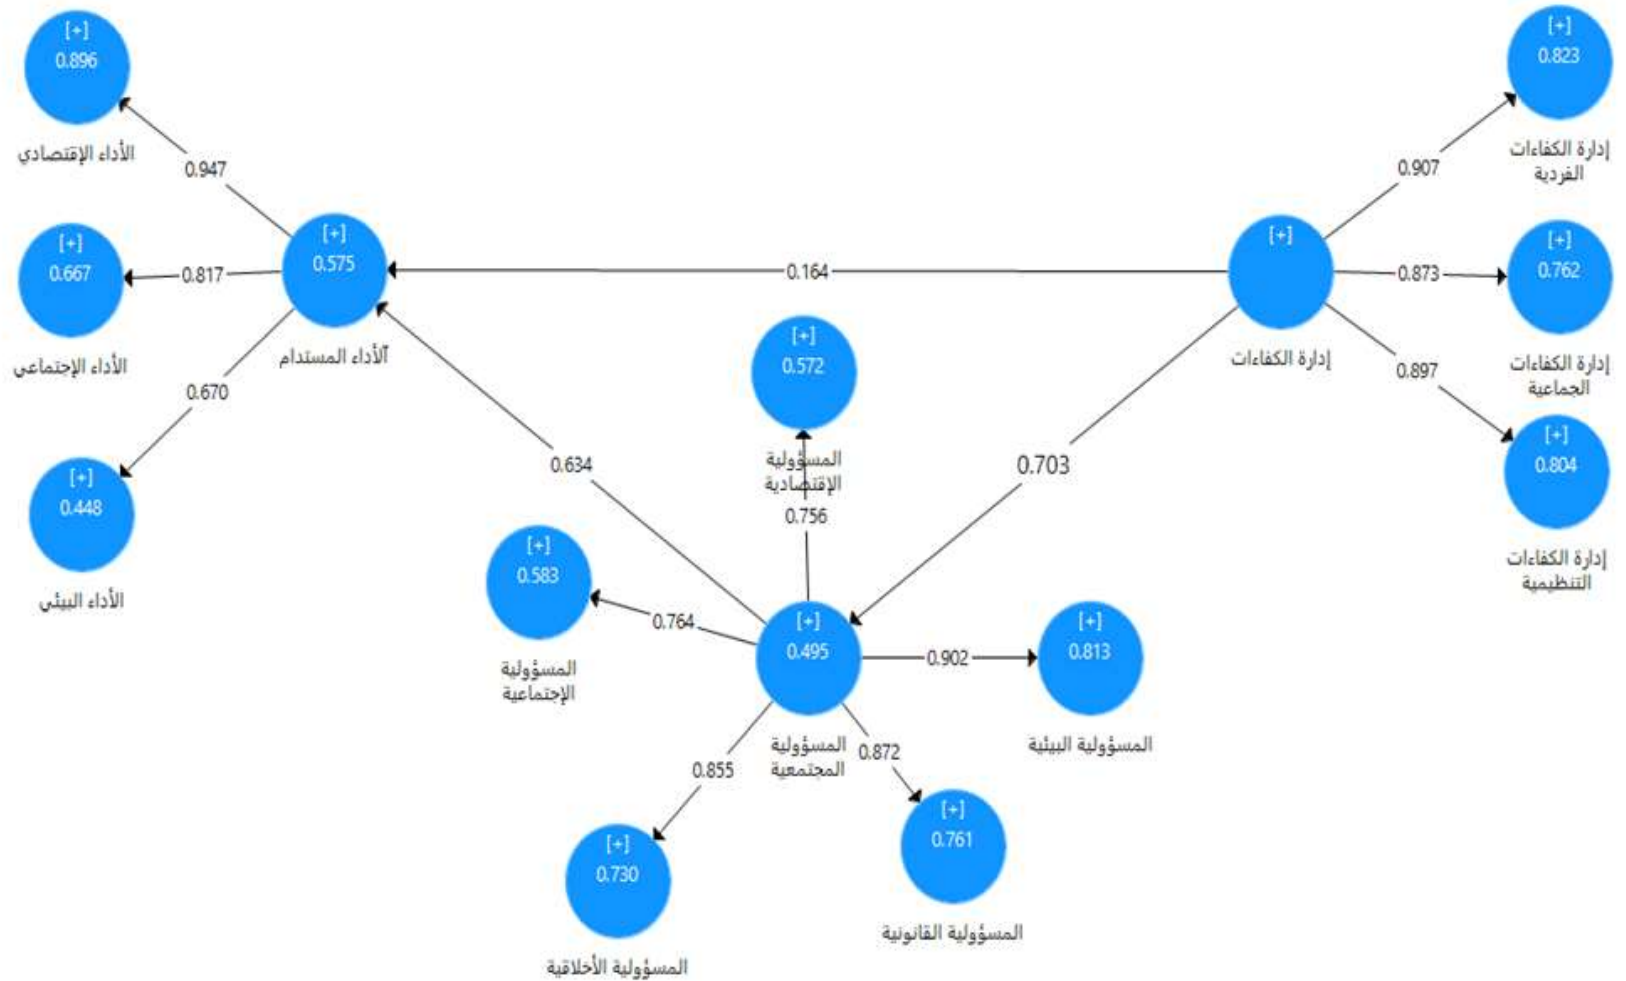 [+]
0.896
الأداء الإقتصادي
0.947
[+]
0.667
الأداء الإجتماعي
0.817
[+]
0.448
الأداء البيئي
0.670
[+]
0.575
الأداء المستدام
0.164
[+]
إدارة الكفاءات
0.907
[+]
0.823
إدارة الكفاءات
الفردية
0.873
[+]
0.762
إدارة الكفاءات
الجماعية
0.897
[+]
0.804
إدارة الكفاءات
التنظيمية
0.634
0.703
[+]
0.572
المسؤولية
الإقتصادية
0.756
[+]
0.583
المسؤولية
الإجتماعية
0.764
[+]
0.495
المسؤولية
المجتمعية
0.902
[+]
0.813
المسؤولية البيئية
0.855
[+]
0.730
المسؤولية الأخلاقية
0.872
[+]
0.761
المسؤولية القانونية